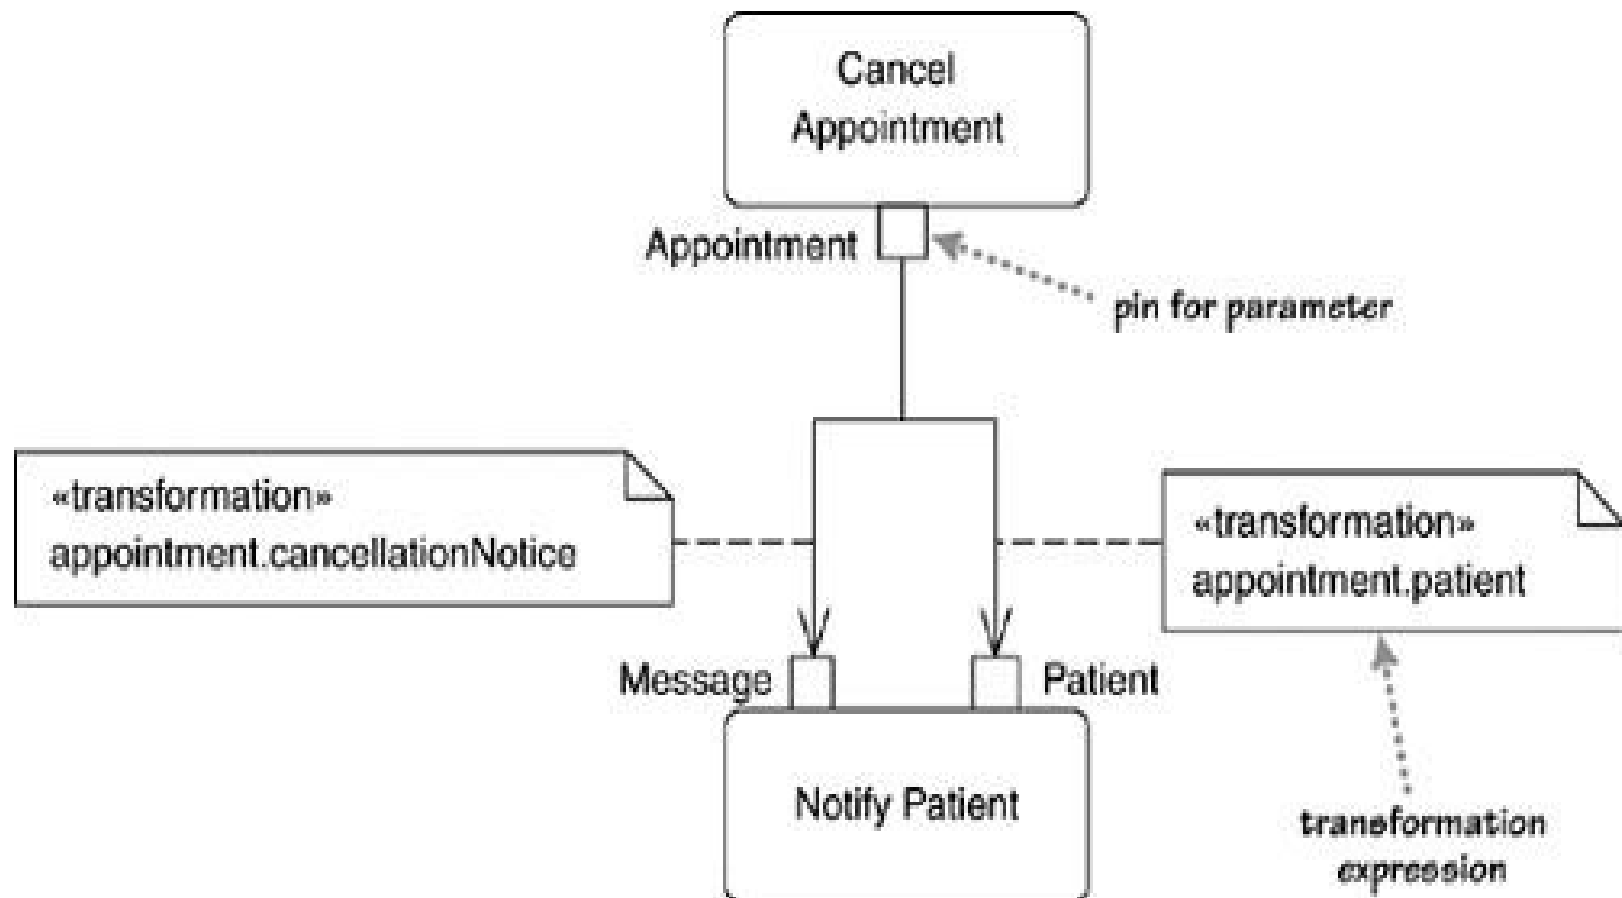 Cancel
Appointment
Appointment
pin for parameter
«transformation»
appointment.cancellationNotice
«transformation»
appointment.patient
Message
Patient
Notify Patient
transformation
expression